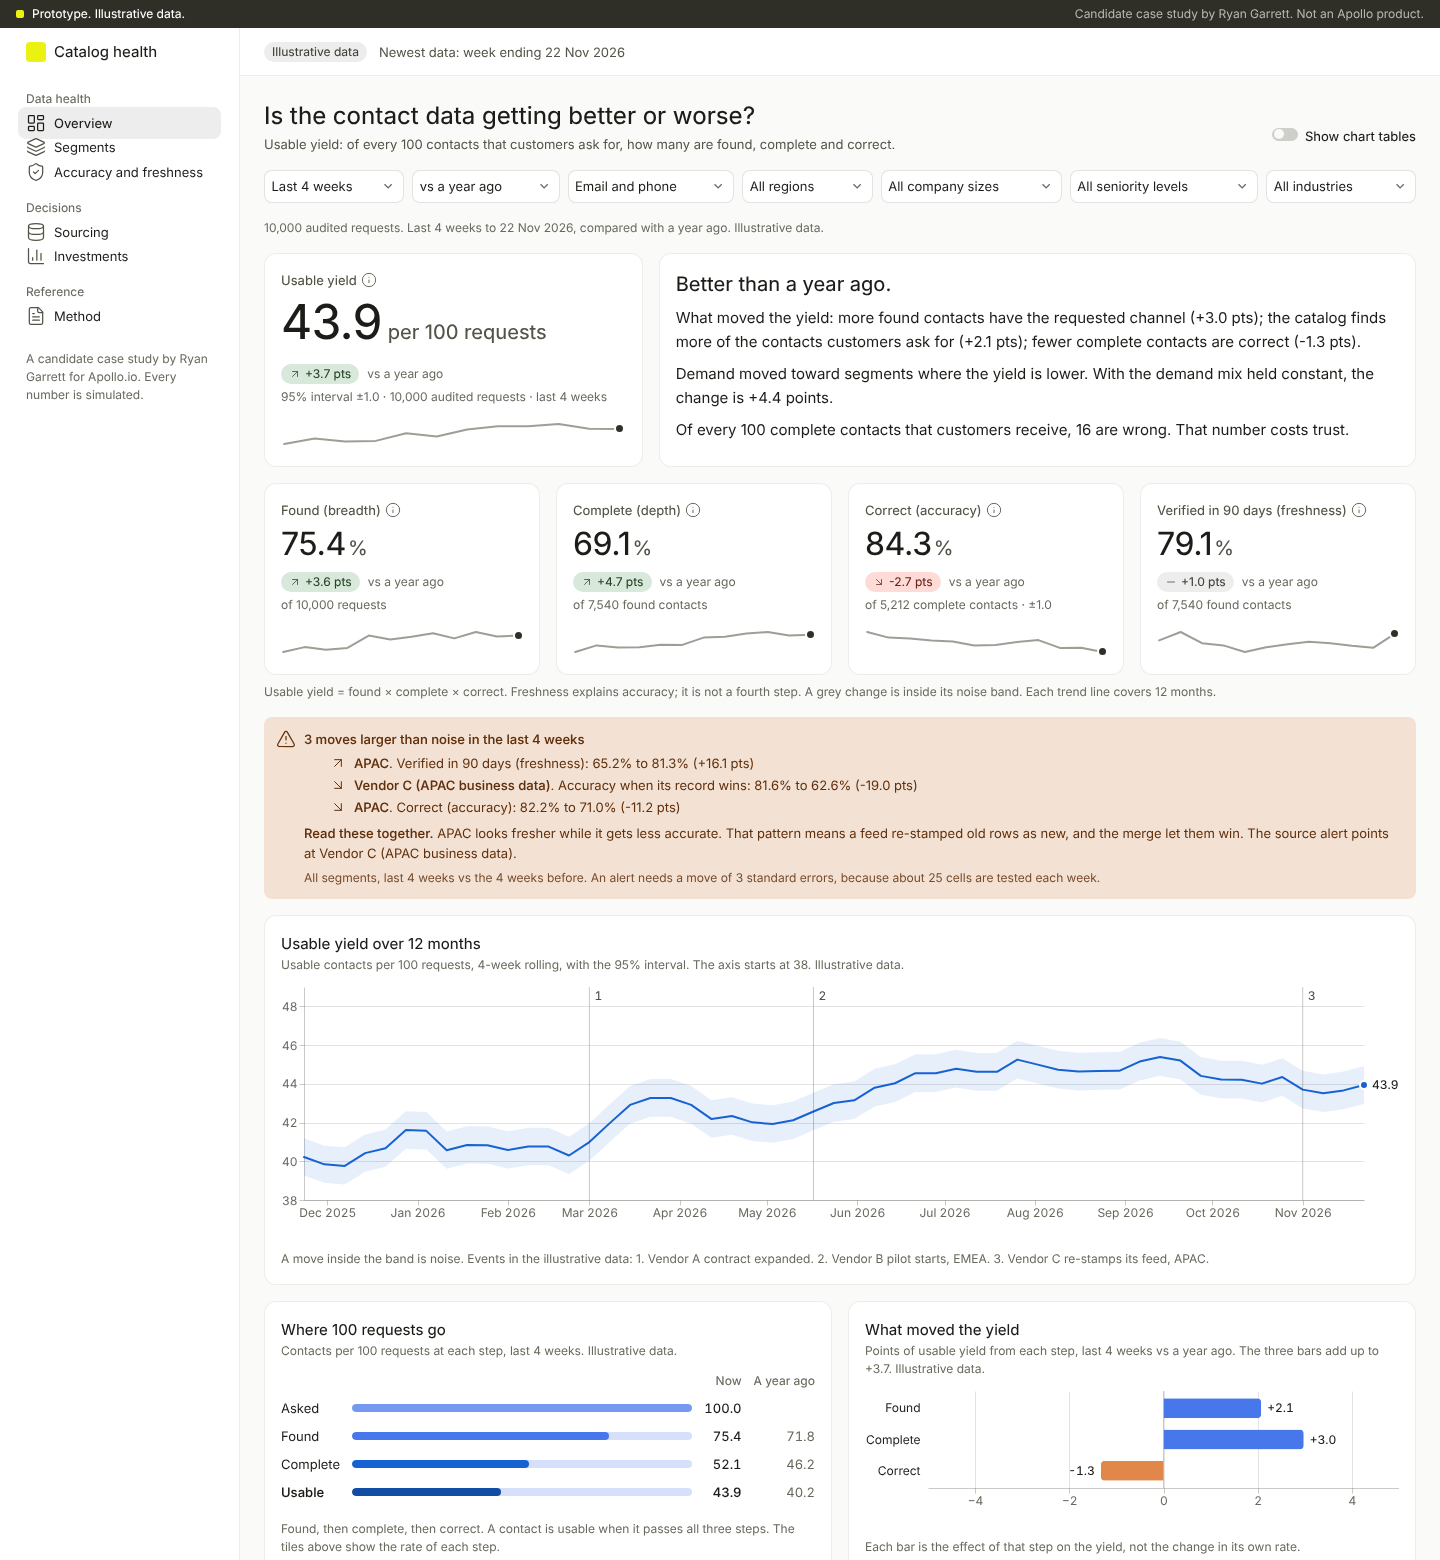 Prototype. Illustrative data.
Candidate case study by Ryan Garrett. Not an Apollo product.
Catalog health
Data health
Overview
Segments
Accuracy and freshness
Decisions
Sourcing
Investments
Reference
Method
A candidate case study by Ryan
Garrett for Apollo.io. Every
number is simulated.
Illustrative data
Newest data: week ending 22 Nov 2026
Is the contact data getting better or worse?
Usable yield: of every 100 contacts that customers ask for, how many are found, complete and correct.
Show chart tables
Last 4 weeks
vs a year ago
Email and phone
All regions
All company sizes
All seniority levels
All industries
10,000 audited requests. Last 4 weeks to 22 Nov 2026, compared with a year ago. Illustrative data.
Usable yield
43.9 per 100 requests
+3.7 pts vs a year ago
95% interval ±1.0 · 10,000 audited requests · last 4 weeks
Better than a year ago.
What moved the yield: more found contacts have the requested channel (+3.0 pts); the catalog finds
more of the contacts customers ask for (+2.1 pts); fewer complete contacts are correct (-1.3 pts).
Demand moved toward segments where the yield is lower. With the demand mix held constant, the
change is +4.4 points.
Of every 100 complete contacts that customers receive, 16 are wrong. That number costs trust.
Found (breadth)
75.4%
+3.6 pts vs a year ago
of 10,000 requests
Complete (depth)
69.1%
+4.7 pts vs a year ago
of 7,540 found contacts
Correct (accuracy)
84.3%
-2.7 pts vs a year ago
of 5,212 complete contacts · ±1.0
Verified in 90 days (freshness)
79.1%
+1.0 pts vs a year ago
of 7,540 found contacts
Usable yield = found × complete × correct. Freshness explains accuracy; it is not a fourth step. A grey change is inside its noise band. Each trend line covers 12 months.
3 moves larger than noise in the last 4 weeks
APAC. Verified in 90 days (freshness): 65.2% to 81.3% (+16.1 pts)
Vendor C (APAC business data). Accuracy when its record wins: 81.6% to 62.6% (-19.0 pts)
APAC. Correct (accuracy): 82.2% to 71.0% (-11.2 pts)
Read these together. APAC looks fresher while it gets less accurate. That pattern means a feed re-stamped old rows as new, and the merge let them win. The source alert points
at Vendor C (APAC business data).
All segments, last 4 weeks vs the 4 weeks before. An alert needs a move of 3 standard errors, because about 25 cells are tested each week.
Usable yield over 12 months
Usable contacts per 100 requests, 4-week rolling, with the 95% interval. The axis starts at 38. Illustrative data.
1
2
3
48
46
44
42
40
38
43.9
Dec 2025
Jan 2026
Feb 2026
Mar 2026
Apr 2026
May 2026
Jun 2026
Jul 2026
Aug 2026
Sep 2026
Oct 2026
Nov 2026
A move inside the band is noise. Events in the illustrative data: 1. Vendor A contract expanded. 2. Vendor B pilot starts, EMEA. 3. Vendor C re-stamps its feed, APAC.
Where 100 requests go
Contacts per 100 requests at each step, last 4 weeks. Illustrative data.
Now A year ago
Asked 100.0
Found 75.4 71.8
Complete 52.1 46.2
Usable 43.9 40.2
Found, then complete, then correct. A contact is usable when it passes all three steps. The
tiles above show the rate of each step.
What moved the yield
Points of usable yield from each step, last 4 weeks vs a year ago. The three bars add up to
+3.7. Illustrative data.
Found +2.1
Complete +3.0
Correct -1.3
−4
−2
0
2
4
Each bar is the effect of that step on the yield, not the change in its own rate.